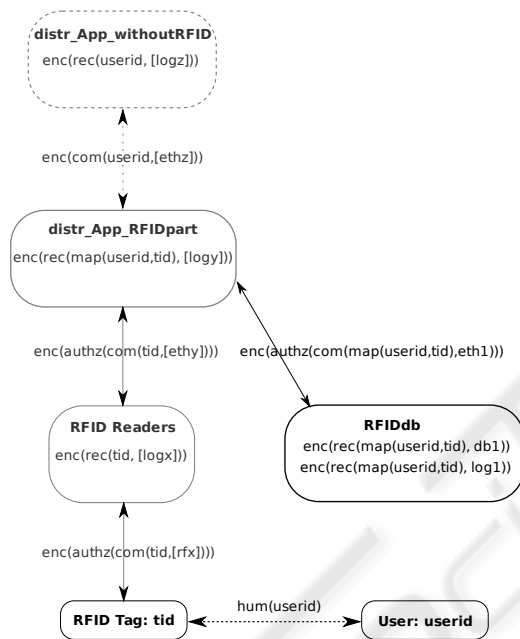 distr_App_withoutRFID
enc(rec(userid, [logz]))
enc(com(userid,[ethz]))
distr_App_RFIDpart
enc(rec(map(userid,tid), [logy]))
enc(authz(com(tid,[ethy])))
enc(authz(com(map(userid,tid),eth1)))
RFID Readers
enc(rec(tid, [logx]))
RFIDdb
enc(rec(map(userid,tid), db1))
enc(rec(map(userid,tid), log1))
enc(authz(com(tid,[rfx])))
hum(userid)
RFID Tag: tid
User: userid